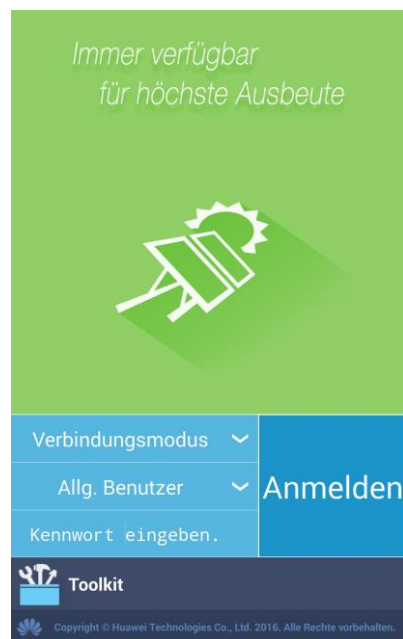 Immer verfügbar
für höchste Ausbeute
Verbindungsmodus
Allg. Benutzer
Anmelden
Kennwort eingeben.
Toolkit
Copyright © Huawei Technologies Co., Ltd. 2016. Alle Rechte vorbehalten.